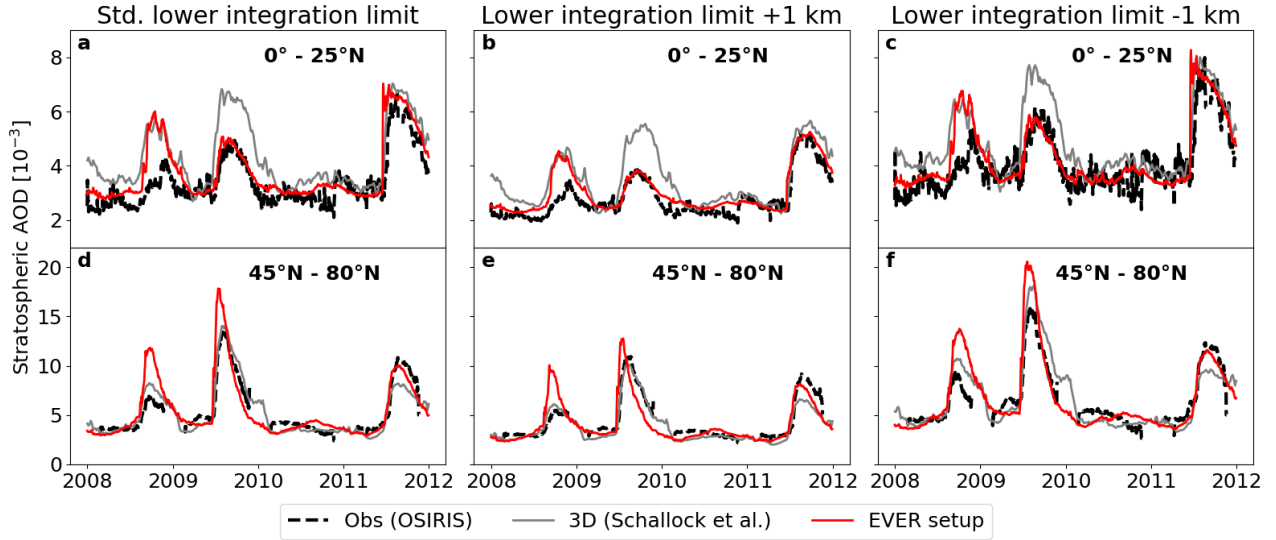 Std. lower integration limit
Lower integration limit +1 km
Lower integration limit -1 km
a
0° - 25°N
b
0° - 25°N
c
0° - 25°N
8
6
4
2
Stratospheric AOD [10⁻³]
d
45°N - 80°N
e
45°N - 80°N
f
45°N - 80°N
20
15
10
5
0
2008 2009 2010 2011 2012
2008 2009 2010 2011 2012
2008 2009 2010 2011 2012
Obs (OSIRIS) 3D (Schallock et al.) EVER setup